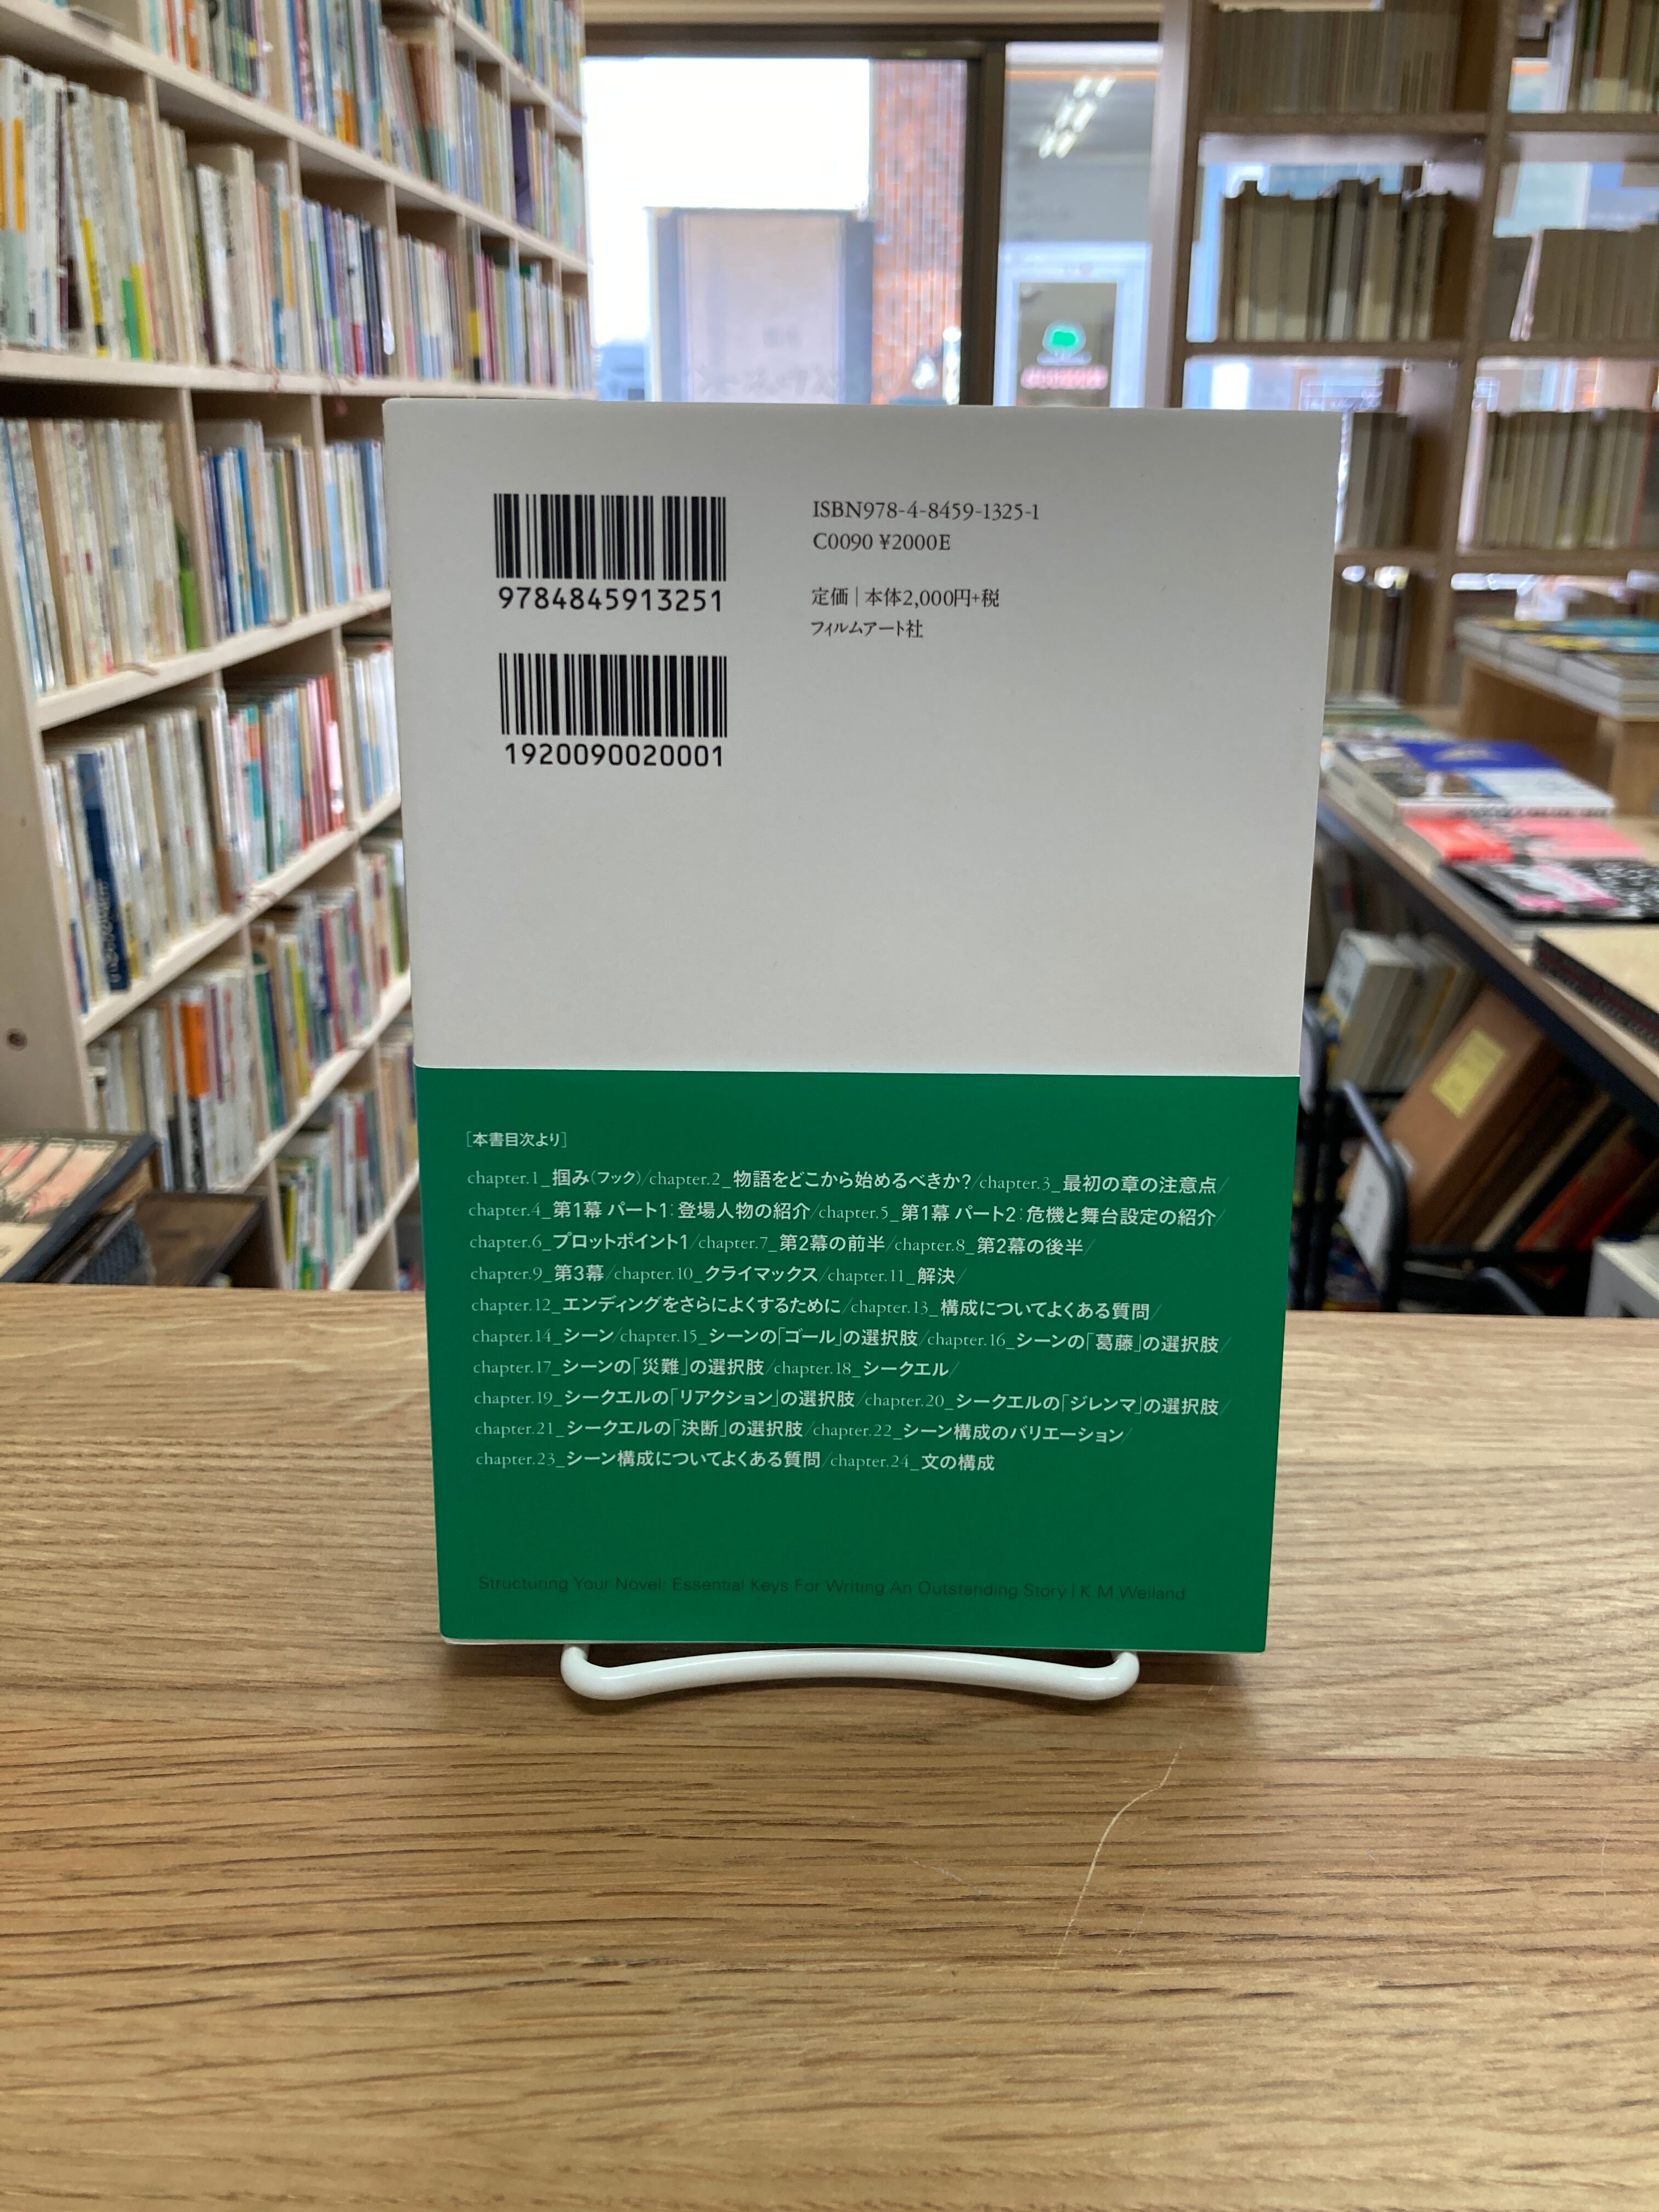 9784845913251
1920090020001
ISBN978-4-8459-1325-1
C0090 ¥2000E
定価｜本体2,000円+税
フィルムアート社
［本書目次より］
chapter.1_掴み（フック）/chapter.2_物語をどこから始めるべきか?/chapter.3_最初の章の注意点/
chapter.4_第1幕 パート1：登場人物の紹介/chapter.5_第1幕 パート2：危機と舞台設定の紹介/
chapter.6_プロットポイント1/chapter.7_第2幕の前半/chapter.8_第2幕の後半/
chapter.9_第3幕/chapter.10_クライマックス/chapter.11_解決/
chapter.12_エンディングをさらによくするために/chapter.13_構成についてよくある質問/
chapter.14_シーン/chapter.15_シーンの「ゴール」の選択肢/chapter.16_シーンの「葛藤」の選択肢/
chapter.17_シーンの「災難」の選択肢/chapter.18_シークエル/
chapter.19_シークエルの「リアクション」の選択肢/chapter.20_シークエルの「ジレンマ」の選択肢/
chapter.21_シークエルの「決断」の選択肢/chapter.22_シーン構成のバリエーション/
chapter.23_シーン構成についてよくある質問/chapter.24_文の構成
Structuring Your Novel: Essential Keys For Writing An Outstanding Story | K.M.Weiland